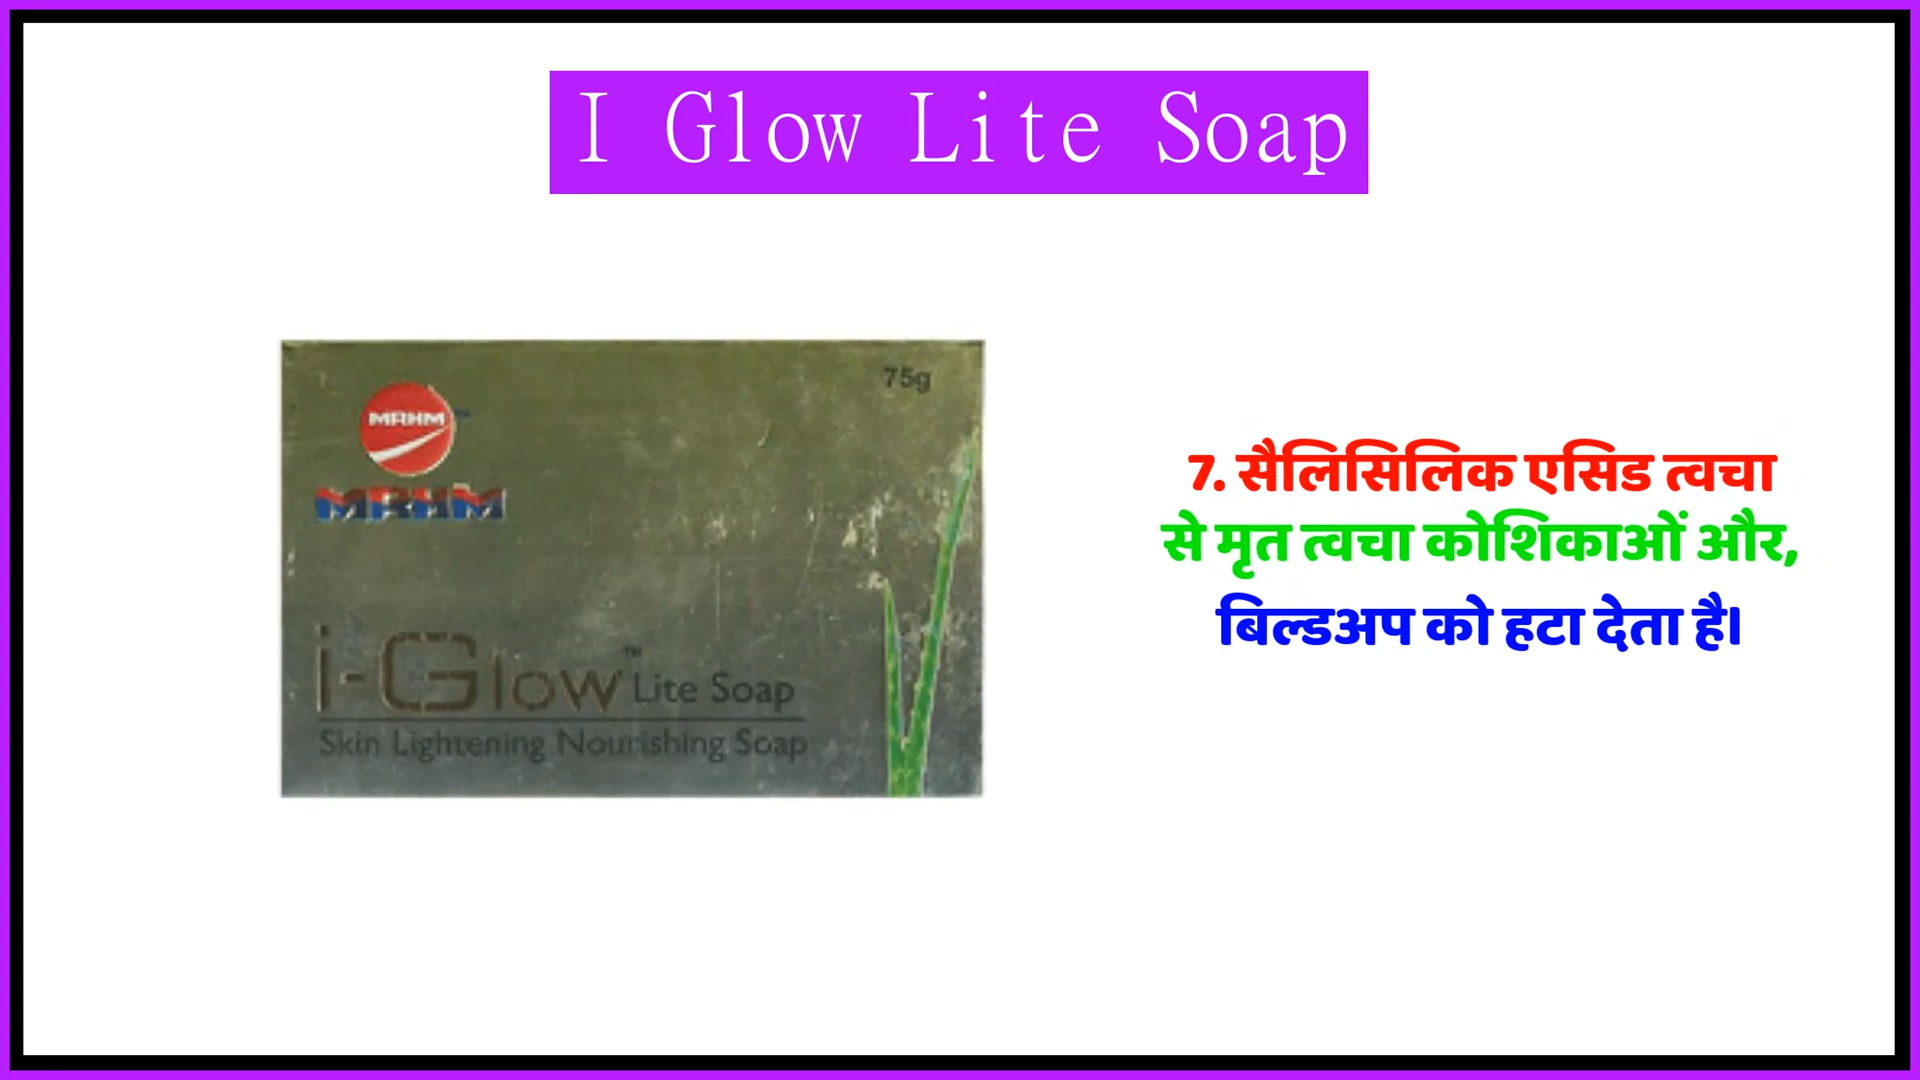 I Glow Lite Soap
75g
MRHM™
MRHM
i-Glow™ Lite Soap
Skin Lightening Nourishing Soap
7. सैलिसिलिक एसिड त्वचा
से मृत त्वचा कोशिकाओं और,
बिल्डअप को हटा देता है।